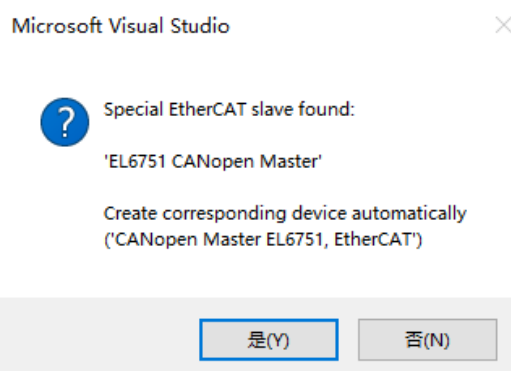 Microsoft Visual Studio
Special EtherCAT slave found:
'EL6751 CANopen Master'
Create corresponding device automatically
('CANopen Master EL6751, EtherCAT')
是(Y)
否(N)